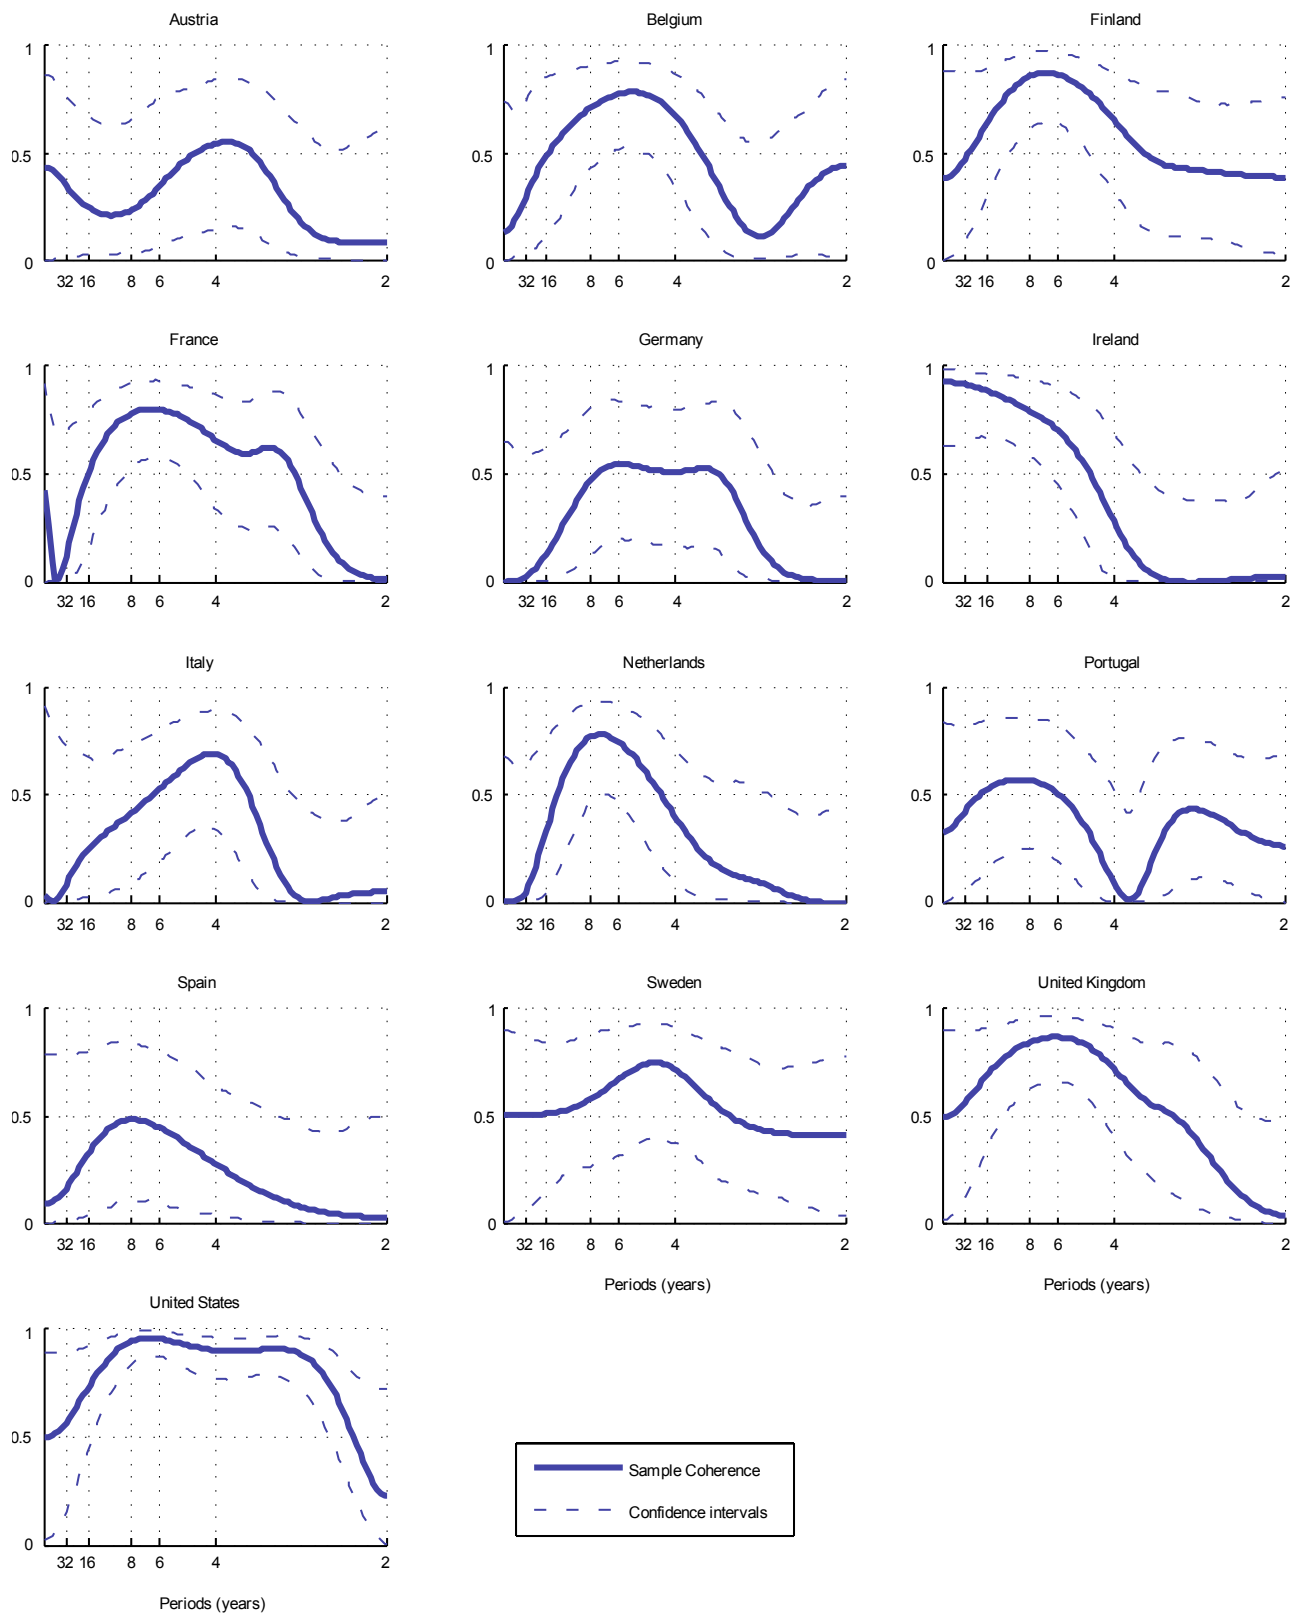 Austria Belgium Finland
1 1 1
0.5 0.5 0.5
0 0 0
32 16 8 6 4 2 32 16 8 6 4 2 32 16 8 6 4 2
France Germany Ireland
1 1 1
0.5 0.5 0.5
0 0 0
32 16 8 6 4 2 32 16 8 6 4 2 32 16 8 6 4 2
Italy Netherlands Portugal
1 1 1
0.5 0.5 0.5
0 0 0
32 16 8 6 4 2 32 16 8 6 4 2 32 16 8 6 4 2
Spain Sweden United Kingdom
1 1 1
0.5 0.5 0.5
0 0 0
32 16 8 6 4 2 32 16 8 6 4 2 32 16 8 6 4 2
Periods (years) Periods (years)
United States
1
0.5
0
32 16 8 6 4 2
Periods (years)
Sample Coherence
Confidence intervals